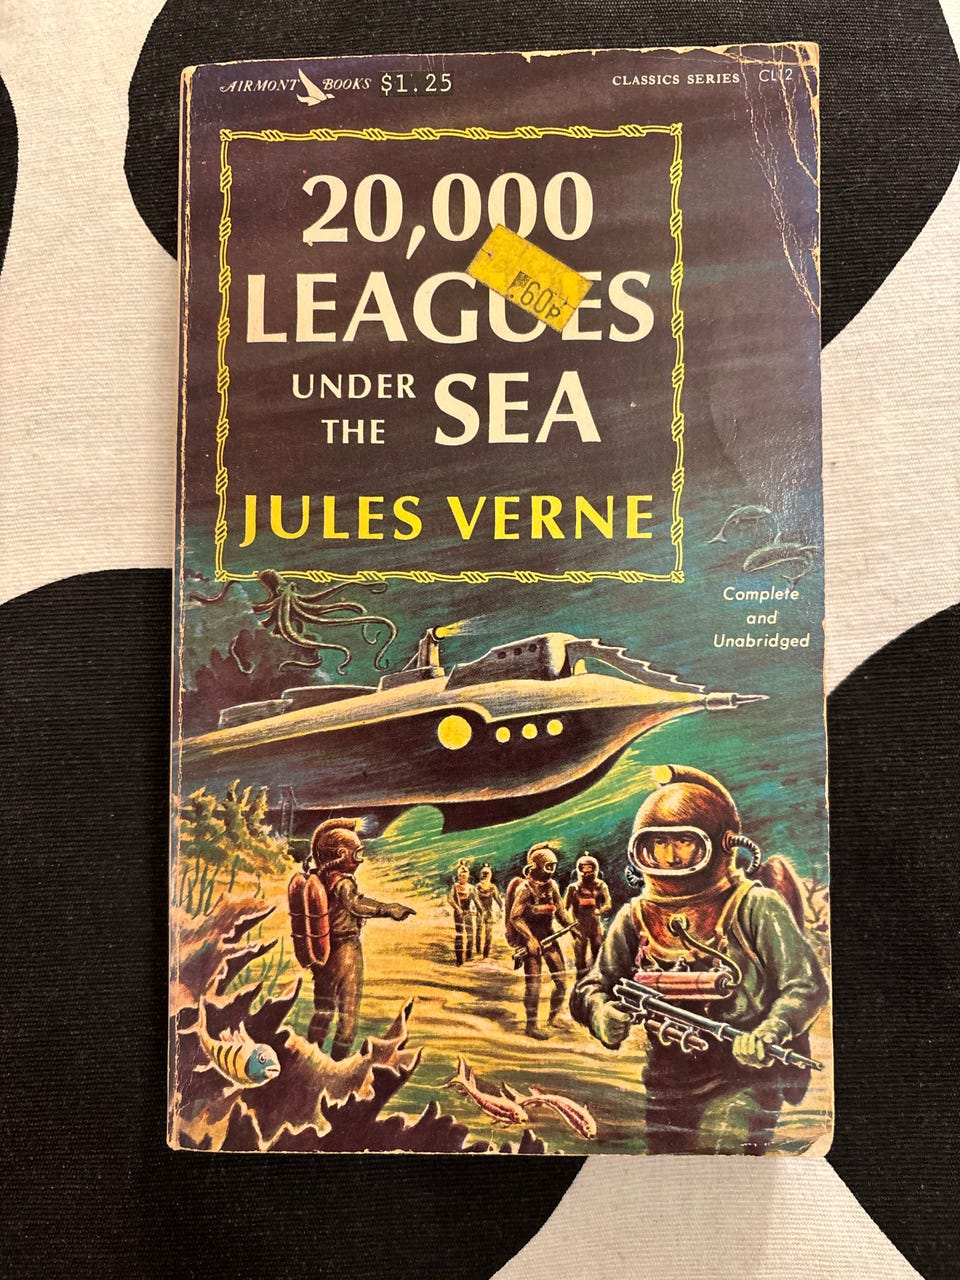 AIRMONT BOOKS $1.25 CLASSICS SERIES CL12
20,000
LEAGUES
.60p
UNDER
THE SEA
JULES VERNE
Complete
and
Unabridged